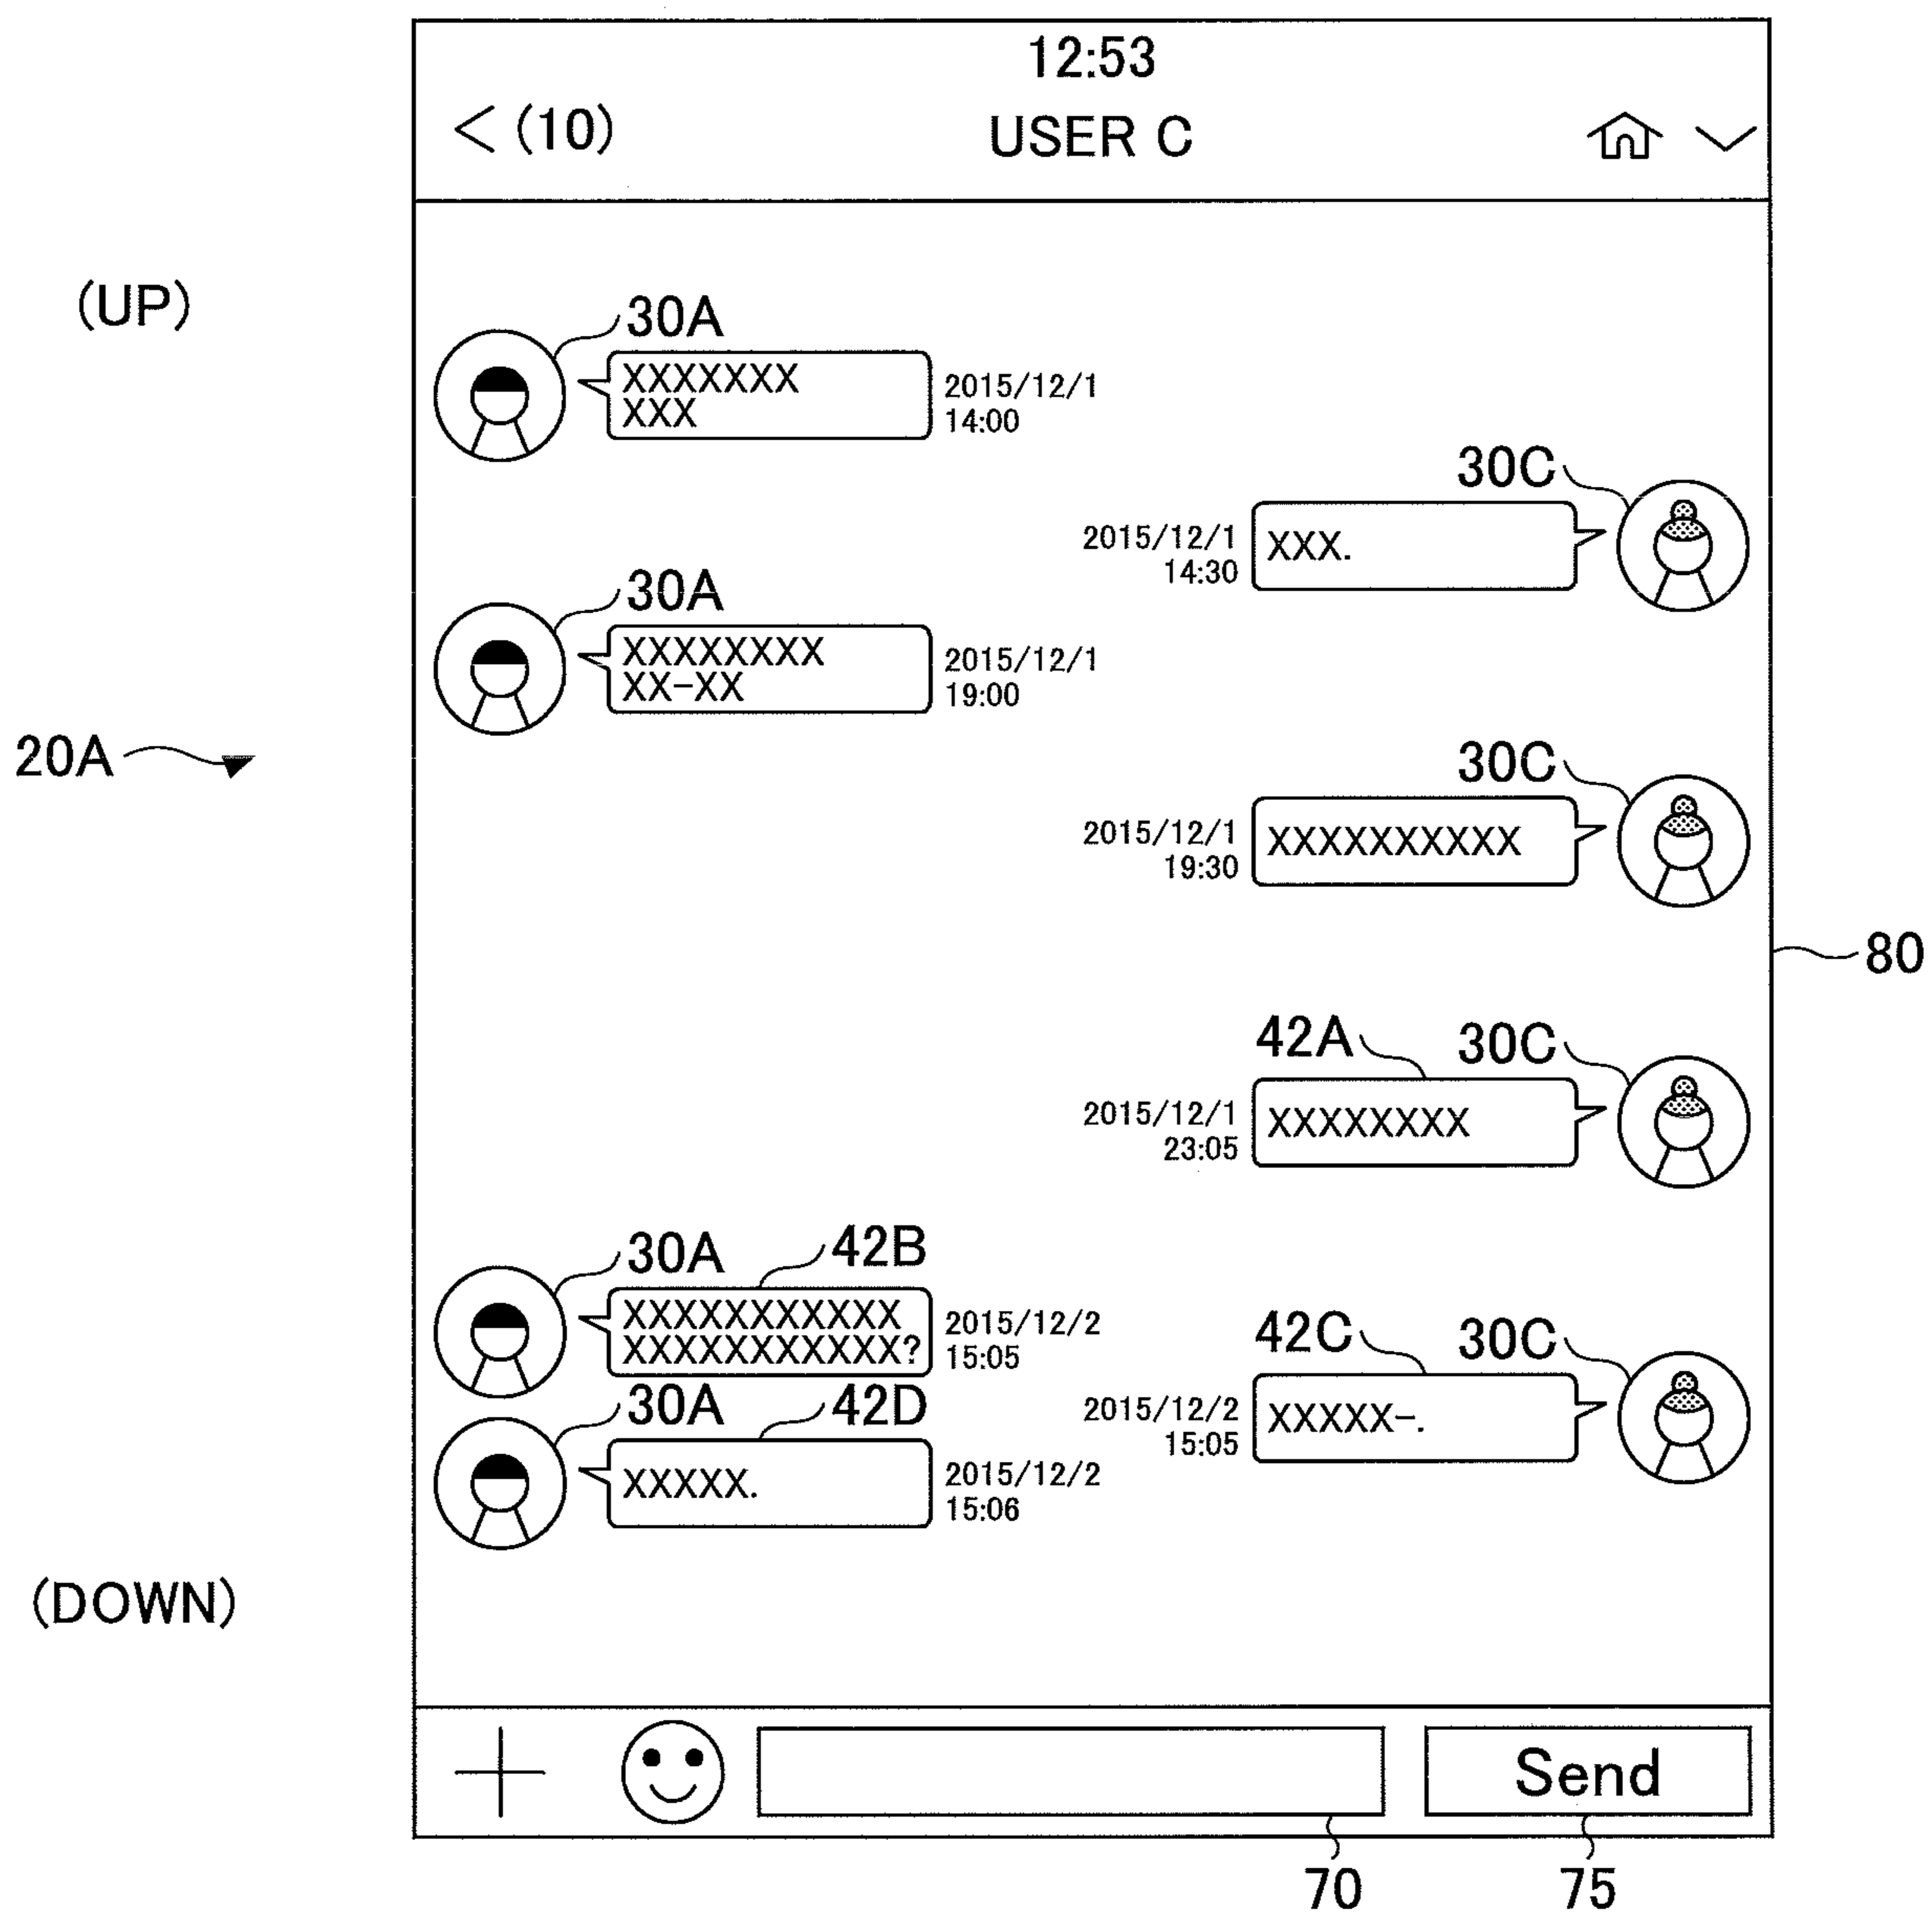 12:53
<(10)
USER C
(UP)
30A
XXXXXXX
XXX
2015/12/1
14:00
30C
XXX.
2015/12/1
14:30
30A
XXXXXXXX
XX-XX
2015/12/1
19:00
20A
30C
XXXXXXXXXX
2015/12/1
19:30
80
42A
30C
XXXXXXXX
2015/12/1
23:05
30A
42B
XXXXXXXXXXX
XXXXXXXXXXX?
2015/12/2
15:05
42C
30C
XXXXX-.
2015/12/2
15:05
30A
42D
XXXXX.
2015/12/2
15:06
(DOWN)
Send
70
75